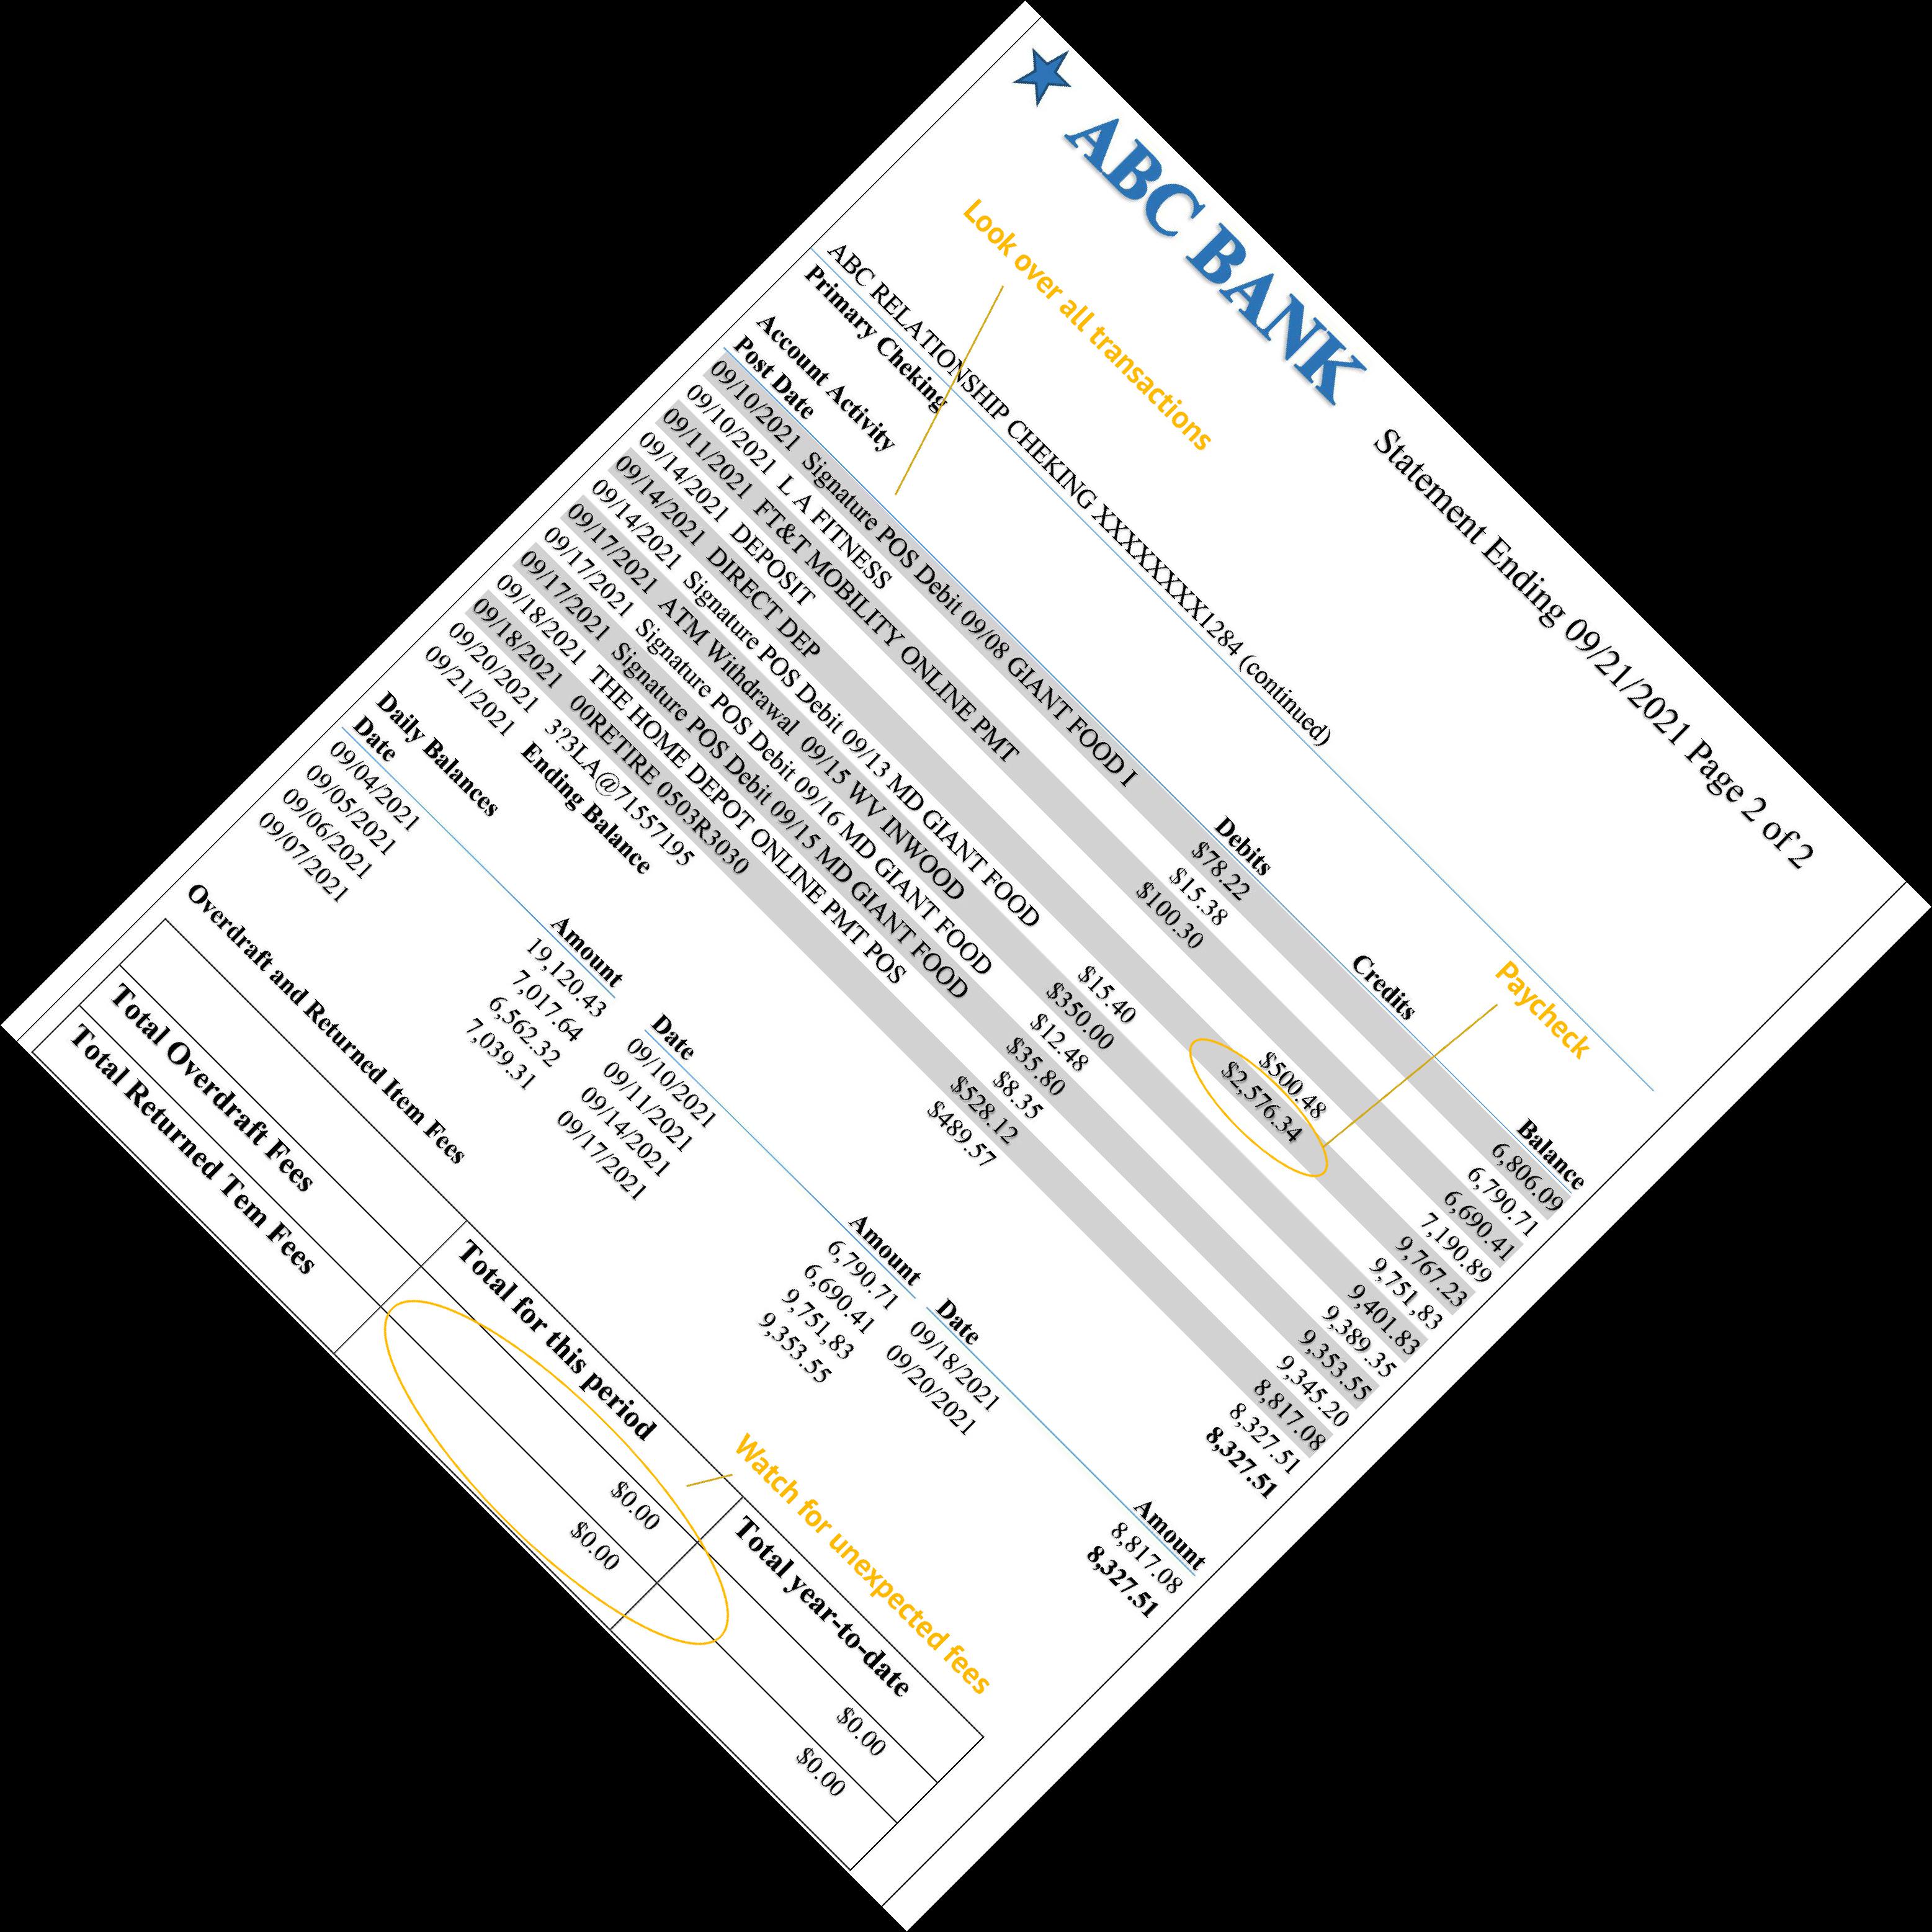 ABC BANK
Statement Ending 09/21/2021 Page 2 of 2
Look over all transactions
Paycheck
ABC RELATIONSHIP CHEKING XXXXXXXXX1284 (continued)
Primary Cheking
Account Activity
Post Date Debits Credits Balance
09/10/2021 Signature POS Debit 09/08 GIANT FOOD I $78.22 6,806.09
09/10/2021 L A FITNESS $15.38 6,790.71
09/11/2021 FT&T MOBILITY ONLINE PMT $100.30 6,690.41
09/14/2021 DEPOSIT $500.48 7,190.89
09/14/2021 DIRECT DEP $2,576.34 9,767.23
09/14/2021 Signature POS Debit 09/13 MD GIANT FOOD $15.40 9,751,83
09/17/2021 ATM Withdrawal 09/15 WV INWOOD $350.00 9,401.83
09/17/2021 Signature POS Debit 09/16 MD GIANT FOOD $12.48 9,389.35
09/17/2021 Signature POS Debit 09/15 MD GIANT FOOD $35.80 9,353.55
09/18/2021 THE HOME DEPOT ONLINE PMT POS $8.35 9,345.20
09/18/2021 00RETIRE 0503R3030 $528.12 8,817.08
09/20/2021 3?3LA@71557195 $489.57 8,327.51
09/21/2021 Ending Balance 8,327.51
Daily Balances
Date Amount Date Amount Date Amount
09/04/2021 19,120.43 09/10/2021 6,790.71 09/18/2021 8,817.08
09/05/2021 7,017.64 09/11/2021 6,690.41 09/20/2021 8,327.51
09/06/2021 6,562.32 09/14/2021 9,751,83
09/07/2021 7,039.31 09/17/2021 9,353.55
Watch for unexpected fees
Overdraft and Returned Item Fees
Total for this period Total year-to-date
Total Overdraft Fees $0.00 $0.00
Total Returned Tem Fees $0.00 $0.00